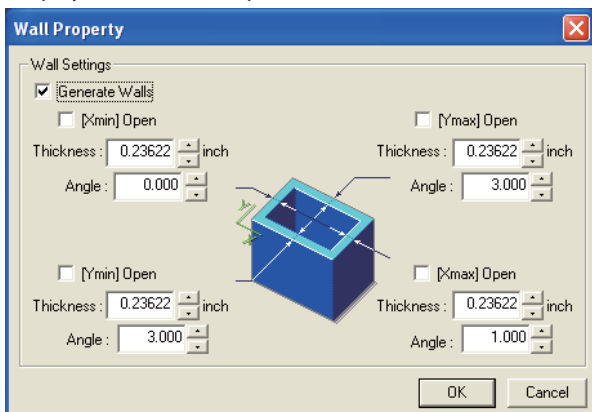 Wall Property
Wall Settings
Generate Walls
[Xmin] Open
Thickness : 0.23622 inch
Angle : 0.000
[Ymax] Open
Thickness : 0.23622 inch
Angle : 3.000
[Ymin] Open
Thickness : 0.23622 inch
Angle : 3.000
[Xmax] Open
Thickness : 0.23622 inch
Angle : 1.000
Y
X
OK Cancel